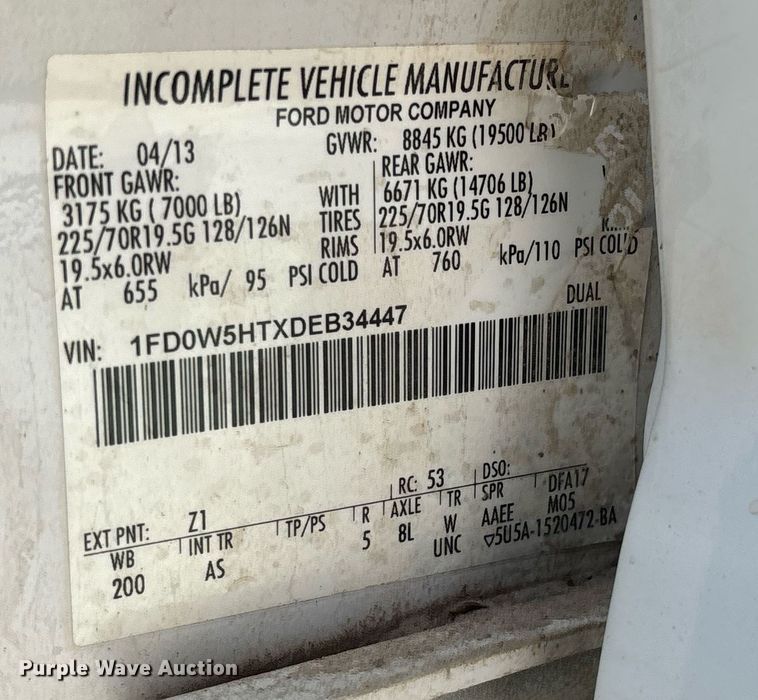 INCOMPLETE VEHICLE MANUFACTURE
FORD MOTOR COMPANY
DATE: 04/13 GVWR: 8845 KG (19500 LB)
FRONT GAWR: REAR GAWR:
3175 KG ( 7000 LB) WITH 6671 KG (14706 LB)
225/70R19.5G 128/126N TIRES 225/70R19.5G 128/126N
19.5x6.0RW RIMS 19.5x6.0RW
AT 655 kPa/ 95 PSI COLD AT 760 kPa/110 PSI COL'D
DUAL
VIN: 1FD0W5HTXDEB34447
EXT PNT: Z1 RC: 53 DSO:
WB INT TR TP/PS R AXLE TR SPR DFA17
200 AS 5 8L W AAEE M05
UNC ▽5U5A-1520472-BA
Purple Wave Auction